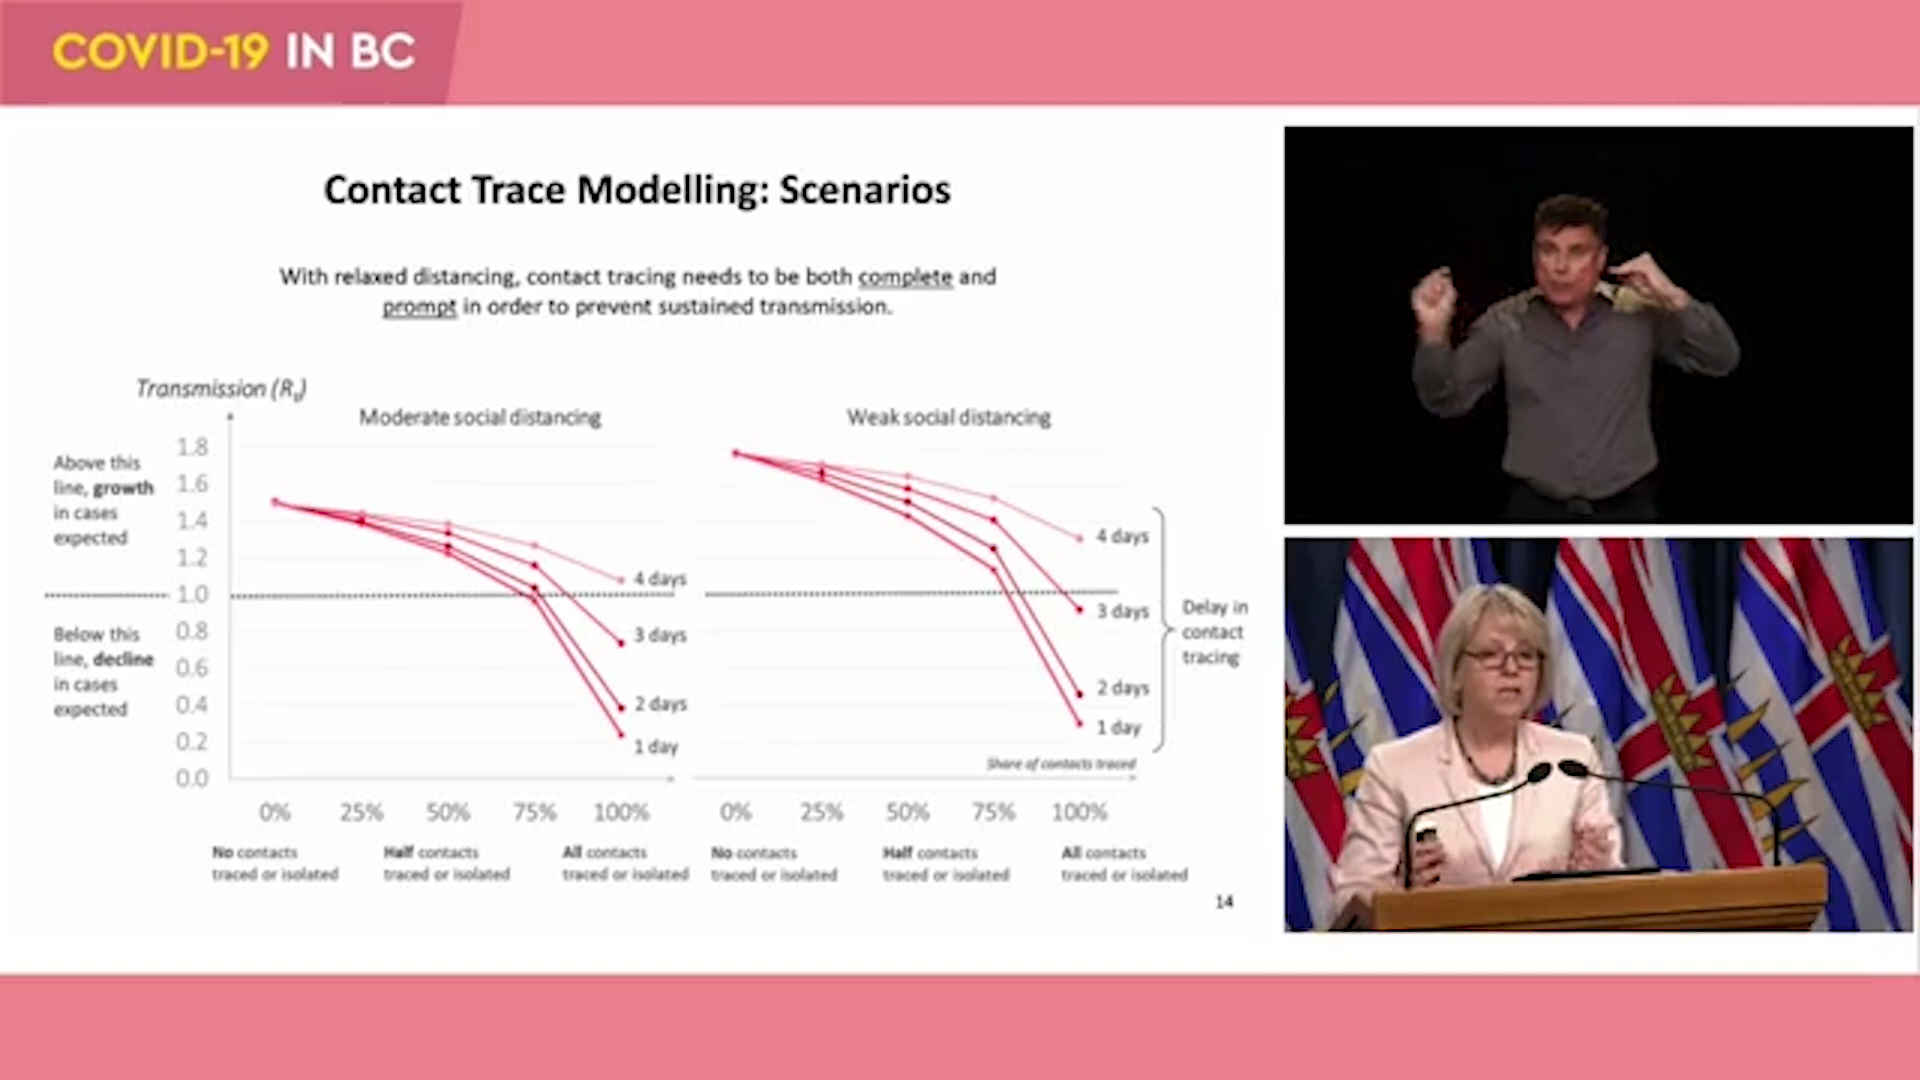 COVID-19 IN BC
Contact Trace Modelling: Scenarios
With relaxed distancing, contact tracing needs to be both complete and
prompt in order to prevent sustained transmission.
Transmission (Rt)
Moderate social distancing
Weak social distancing
Above this
line, growth
in cases
expected
Below this
line, decline
in cases
expected
1.8
1.6
1.4
1.2
1.0
0.8
0.6
0.4
0.2
0.0
4 days
3 days
2 days
1 day
4 days
3 days
2 days
1 day
Delay in
contact
tracing
Share of contacts traced
0% 25% 50% 75% 100%
0% 25% 50% 75% 100%
No contacts
traced or isolated
Half contacts
traced or isolated
All contacts
traced or isolated
No contacts
traced or isolated
Half contacts
traced or isolated
All contacts
traced or isolated
14